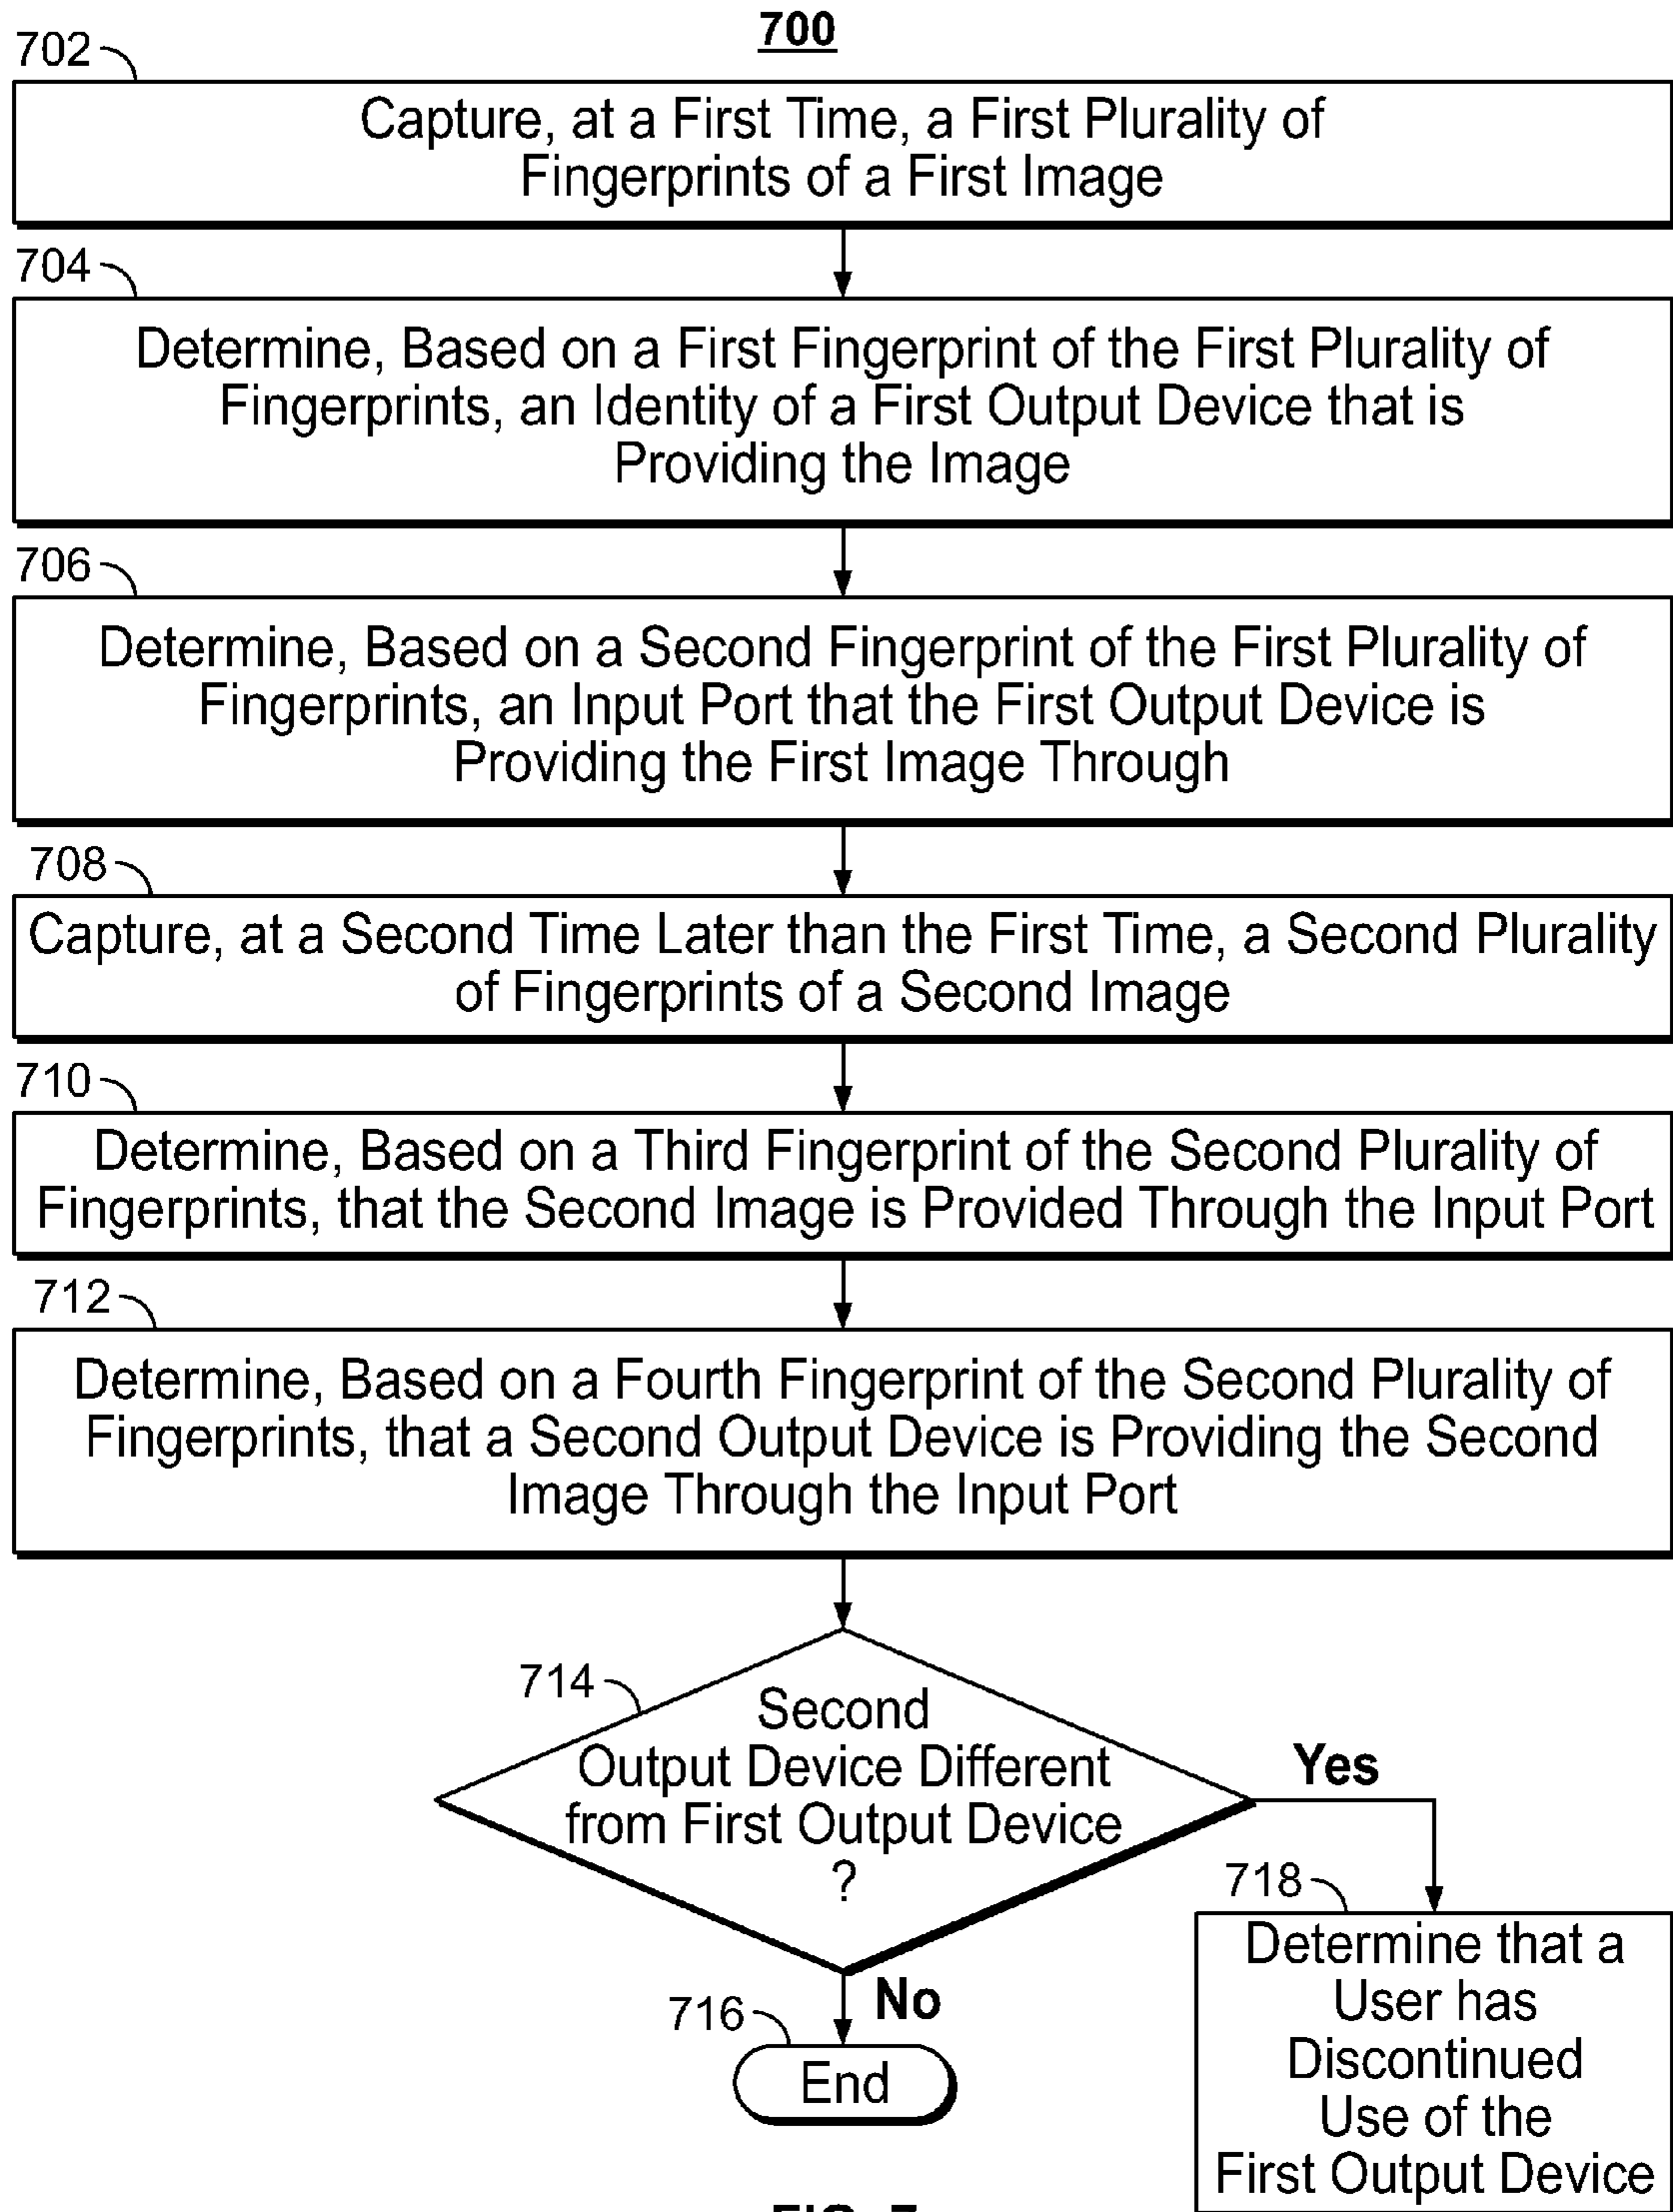 700
702
Capture, at a First Time, a First Plurality of
Fingerprints of a First Image
704
Determine, Based on a First Fingerprint of the First Plurality of
Fingerprints, an Identity of a First Output Device that is
Providing the Image
706
Determine, Based on a Second Fingerprint of the First Plurality of
Fingerprints, an Input Port that the First Output Device is
Providing the First Image Through
708
Capture, at a Second Time Later than the First Time, a Second Plurality
of Fingerprints of a Second Image
710
Determine, Based on a Third Fingerprint of the Second Plurality of
Fingerprints, that the Second Image is Provided Through the Input Port
712
Determine, Based on a Fourth Fingerprint of the Second Plurality of
Fingerprints, that a Second Output Device is Providing the Second
Image Through the Input Port
714
Second
Output Device Different
from First Output Device
?
Yes
No
716
End
718
Determine that a
User has
Discontinued
Use of the
First Output Device